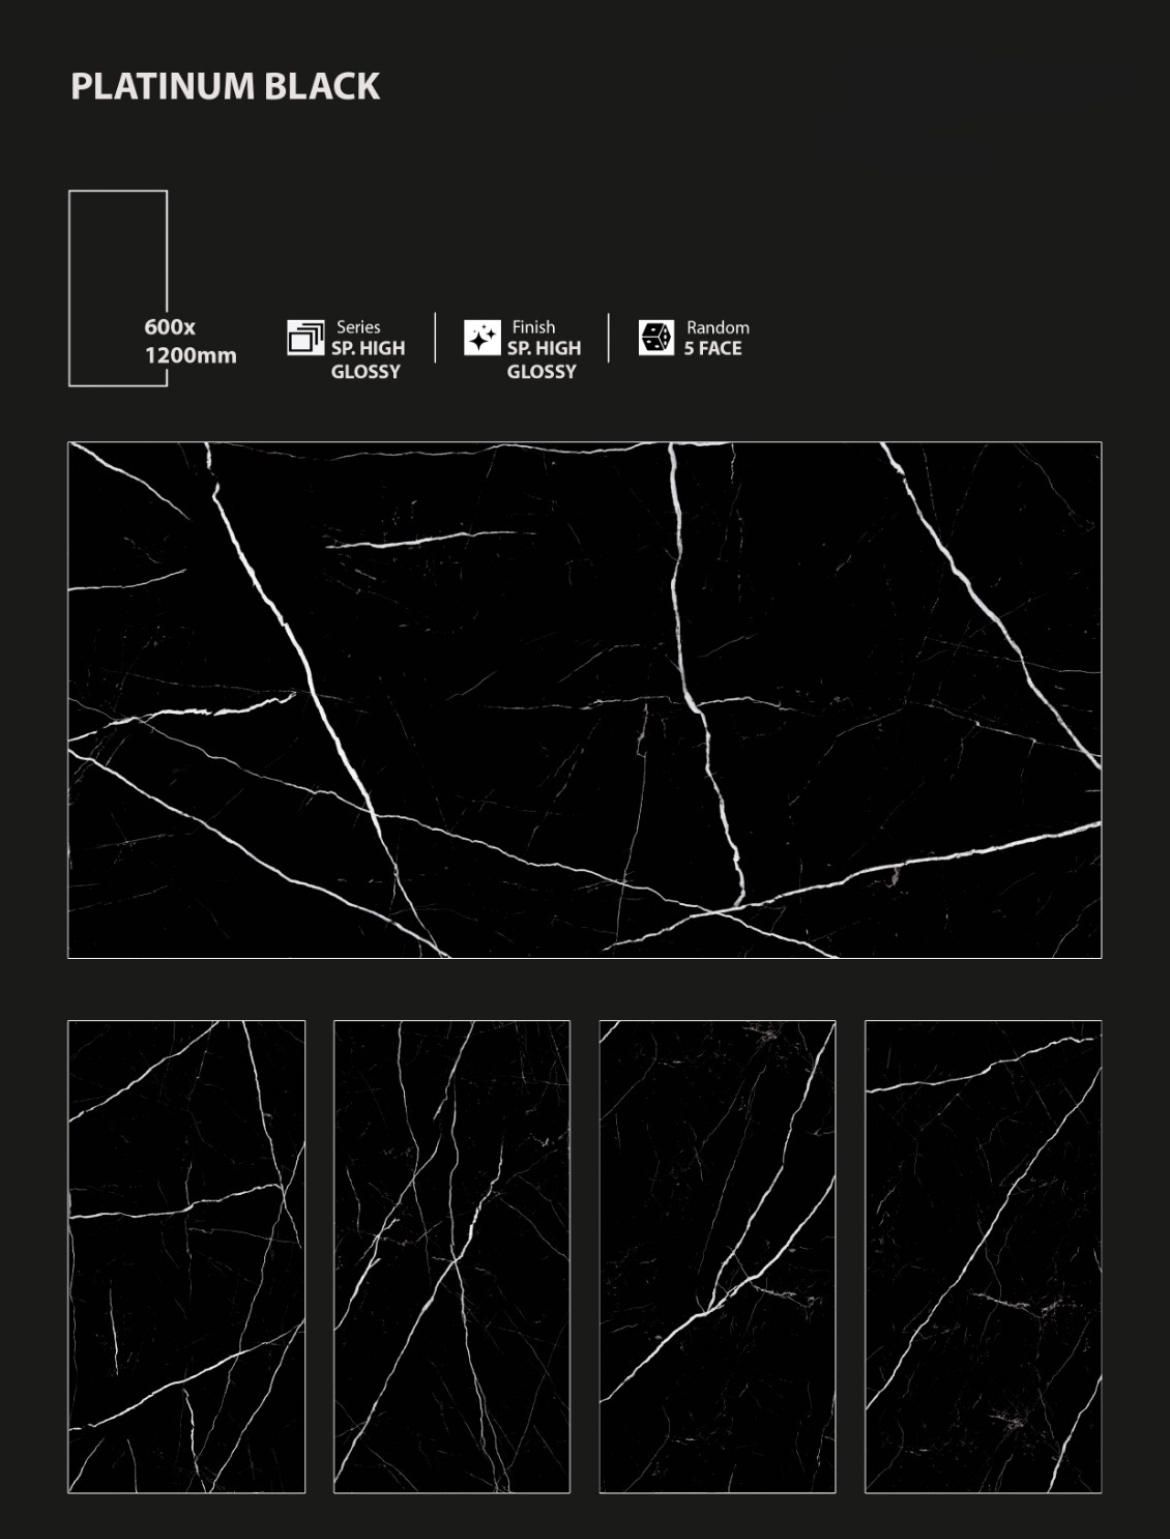 PLATINUM BLACK
600x
1200mm
Series
SP. HIGH
GLOSSY
Finish
SP. HIGH
GLOSSY
Random
5 FACE